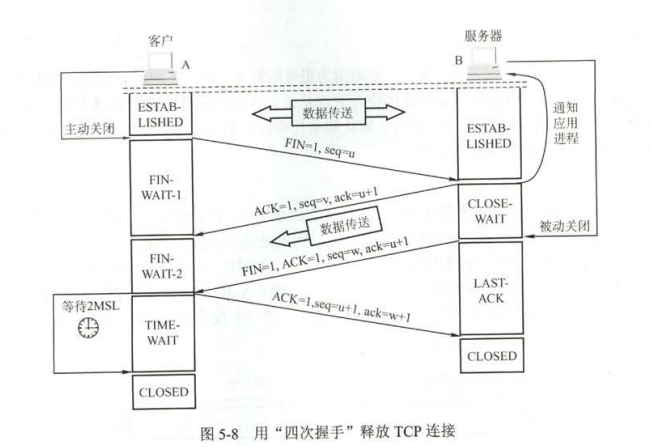 客户
服务器
A
B
ESTAB-
LISHED
数据传送
ESTAB-
LISHED
通知
应用
进程
主动关闭
FIN=1, seq=u
FIN-
WAIT-1
ACK=1, seq=v, ack=u+1
CLOSE-
WAIT
数据传送
被动关闭
FIN=1, ACK=1, seq=w, ack=u+1
FIN-
WAIT-2
LAST-
ACK
ACK=1,seq=u+1, ack=w+1
等待2MSL
TIME-
WAIT
CLOSED
CLOSED
图 5-8 用“四次握手”释放 TCP 连接